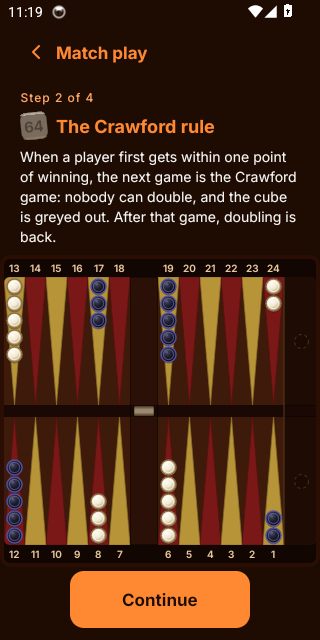 11:19
Match play
Step 2 of 4
64 The Crawford rule
When a player first gets within one point
of winning, the next game is the Crawford
game: nobody can double, and the cube
is greyed out. After that game, doubling is
back.
13 14 15 16 17 18 19 20 21 22 23 24
12 11 10 9 8 7 6 5 4 3 2 1
Continue